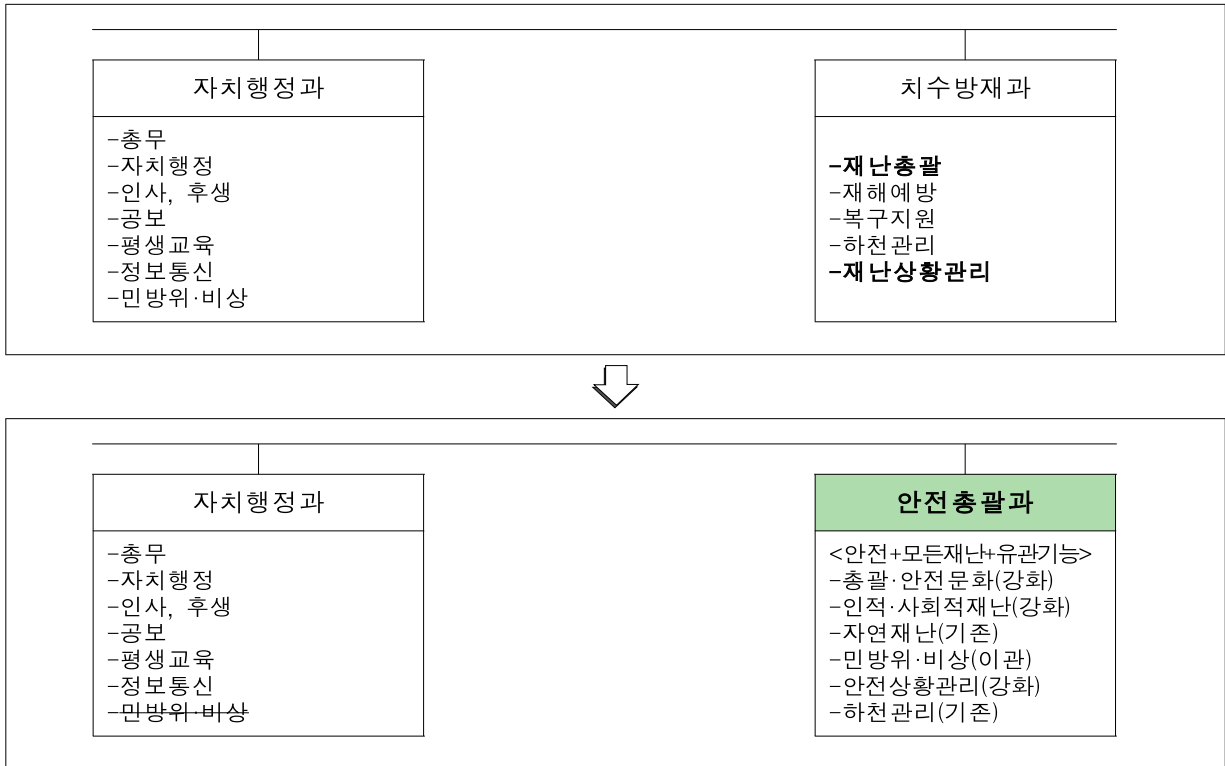 자치행정과
-총무
-자치행정
-인사, 후생
-공보
-평생교육
-정보통신
-민방위·비상
치수방재과
-재난총괄
-재해예방
-복구지원
-하천관리
-재난상황관리
자치행정과
-총무
-자치행정
-인사, 후생
-공보
-평생교육
-정보통신
-민방위·비상
안전총괄과
<안전+모든재난+유관기능>
-총괄·안전문화(강화)
-인적·사회적재난(강화)
-자연재난(기존)
-민방위·비상(이관)
-안전상황관리(강화)
-하천관리(기존)